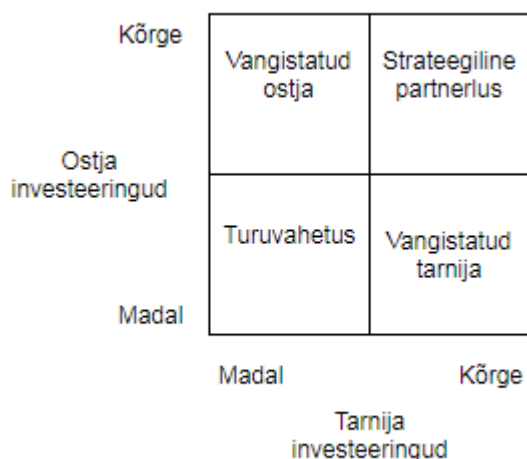 Kõrge
Vangistatud
ostja
Strateegiline
partnerlus
Ostja
investeeringud
Turuvahetus
Vangistatud
tarnija
Madal
Madal
Kõrge
Tarnija
investeeringud